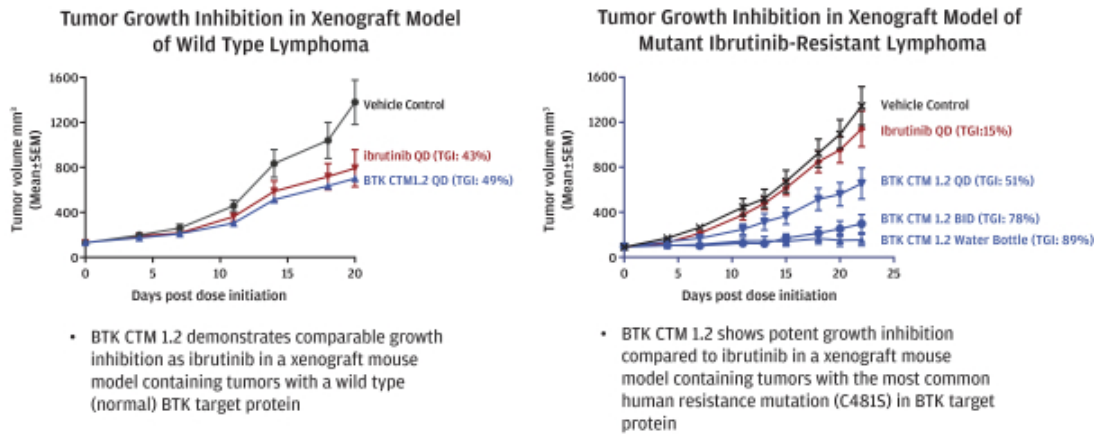 Tumor Growth Inhibition in Xenograft Model
of Wild Type Lymphoma
Tumor volume mm³
(Mean±SEM)
1600
1200
800
400
0
0
5
10
15
20
Days post dose initiation
Vehicle Control
ibrutinib QD (TGI: 43%)
BTK CTM1.2 QD (TGI: 49%)
• BTK CTM 1.2 demonstrates comparable growth
inhibition as ibrutinib in a xenograft mouse
model containing tumors with a wild type
(normal) BTK target protein
Tumor Growth Inhibition in Xenograft Model of
Mutant Ibrutinib-Resistant Lymphoma
Tumor volume mm³
(Mean±SEM)
1600
1200
800
400
0
0
5
10
15
20
25
Days post dose initiation
Vehicle Control
Ibrutinib QD (TGI:15%)
BTK CTM 1.2 QD (TGI: 51%)
BTK CTM 1.2 BID (TGI: 78%)
BTK CTM 1.2 Water Bottle (TGI: 89%)
• BTK CTM 1.2 shows potent growth inhibition
compared to ibrutinib in a xenograft mouse
model containing tumors with the most common
human resistance mutation (C481S) in BTK target
protein